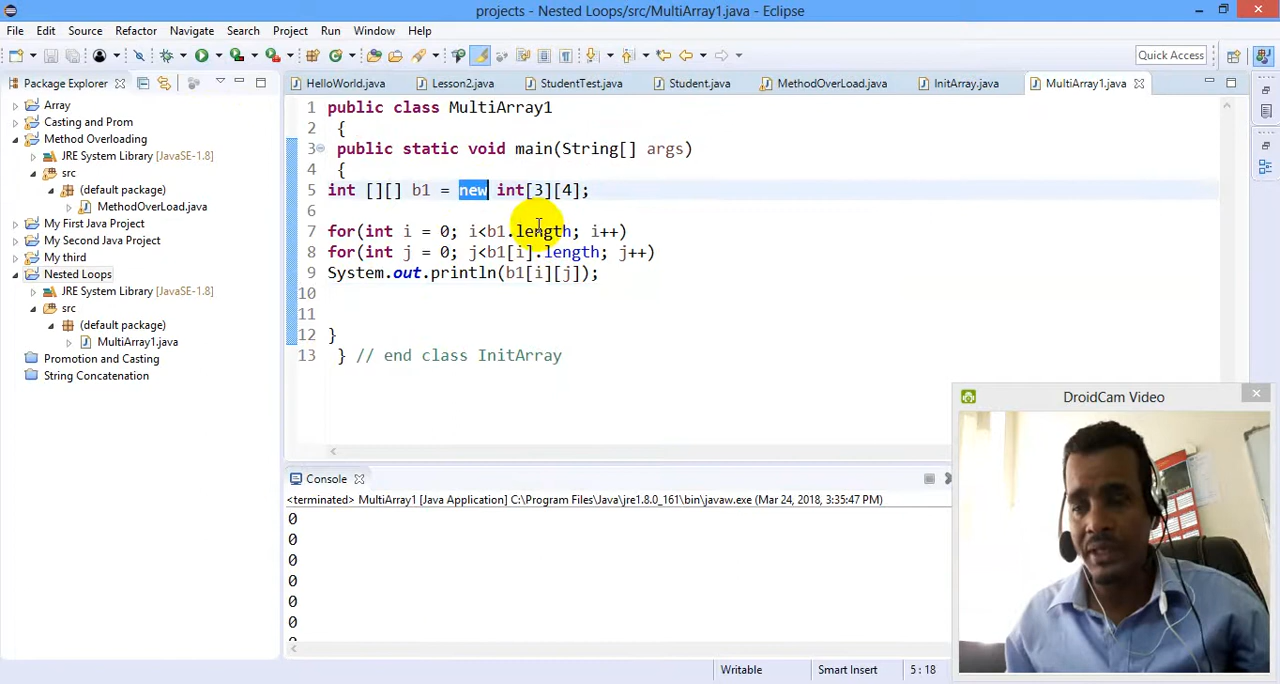 projects - Nested Loops/src/MultiArray1.java - Eclipse
File Edit Source Refactor Navigate Search Project Run Window Help
Quick Access
Package Explorer
HelloWorld.java Lesson2.java StudentTest.java Student.java MethodOverLoad.java InitArray.java MultiArray1.java
Array
Casting and Prom
Method Overloading
JRE System Library [JavaSE-1.8]
src
(default package)
MethodOverLoad.java
My First Java Project
My Second Java Project
My third
Nested Loops
JRE System Library [JavaSE-1.8]
src
(default package)
MultiArray1.java
Promotion and Casting
String Concatenation
1 public class MultiArray1
2 {
3 public static void main(String[] args)
4 {
5 int [][] b1 = new int[3][4];
6
7 for(int i = 0; i<b1.length; i++)
8 for(int j = 0; j<b1[i].length; j++)
9 System.out.println(b1[i][j]);
10
11
12 }
13 } // end class InitArray
DroidCam Video
Console
<terminated> MultiArray1 [Java Application] C:\Program Files\Java\jre1.8.0_161\bin\javaw.exe (Mar 24, 2018, 3:35:47 PM)
0
0
0
0
0
0
Writable Smart Insert 5 : 18